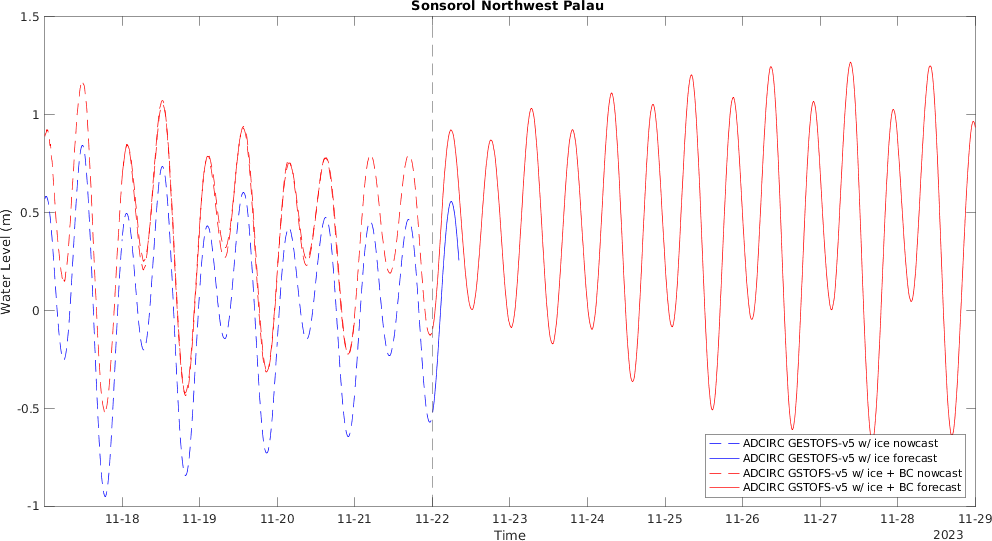 Sonsorol Northwest Palau
1.5
1
0.5
0
-0.5
-1
Water Level (m)
11-18 11-19 11-20 11-21 11-22 11-23 11-24 11-25 11-26 11-27 11-28 11-29
Time
2023
ADCIRC GESTOFS-v5 w/ ice nowcast
ADCIRC GESTOFS-v5 w/ ice forecast
ADCIRC GSTOFS-v5 w/ ice + BC nowcast
ADCIRC GSTOFS-v5 w/ ice + BC forecast